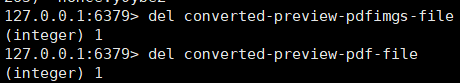 127.0.0.1:6379> del converted-preview-pdfimgs-file
(integer) 1
127.0.0.1:6379> del converted-preview-pdf-file
(integer) 1